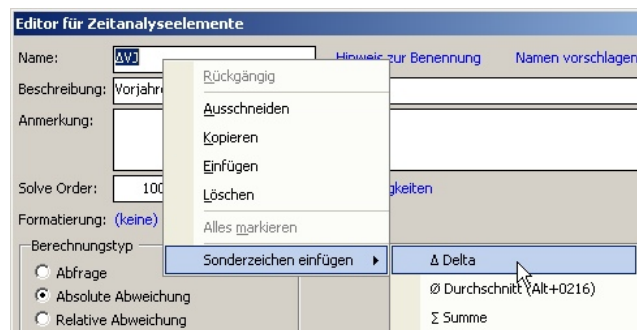 Editor für Zeitanalyseelemente
Name: ΔVJ Hinweis zur Benennung Namen vorschlagen
Rückgängig
Beschreibung: Vorjahre
Ausschneiden
Anmerkung:
Kopieren
Einfügen
Solve Order: 100
Löschen
Formatierung: (keine)
Alles markieren
Berechnungstyp
Sonderzeichen einfügen Δ Delta
Abfrage
Ø Durchschnitt (Alt+0216)
Absolute Abweichung
Relative Abweichung ∑ Summe